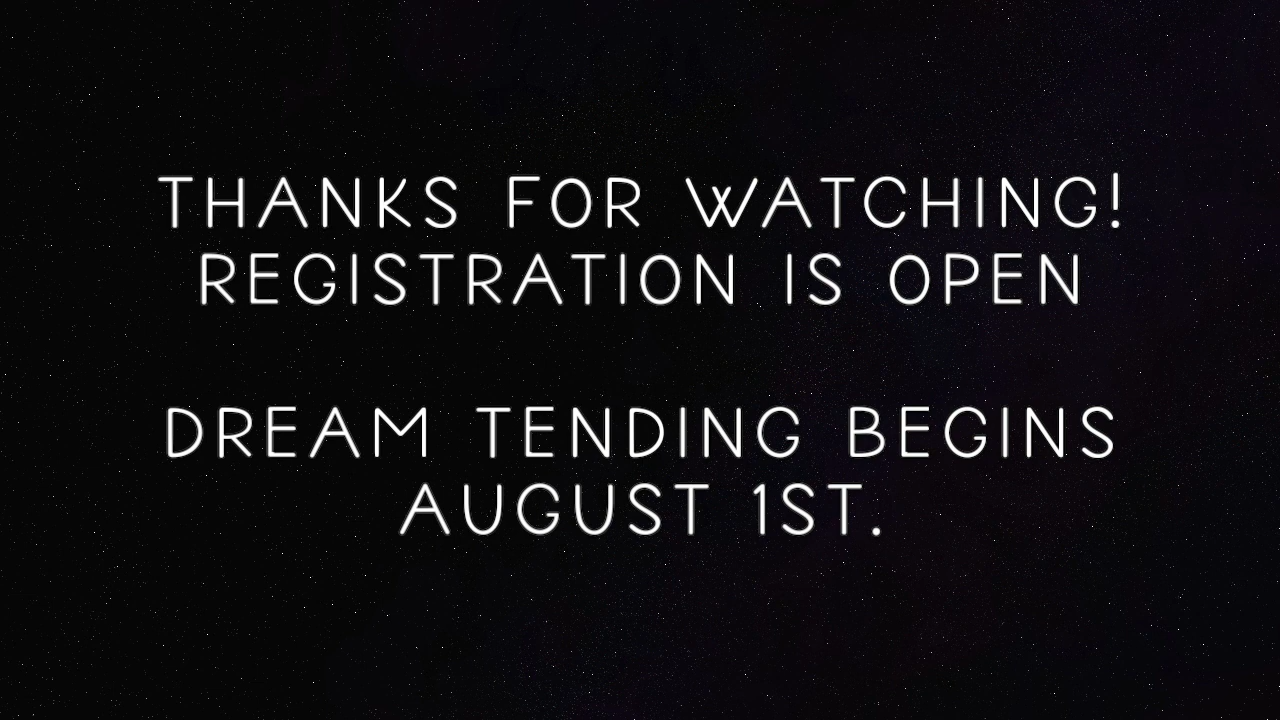 THANKS FOR WATCHING!
REGISTRATION IS OPEN
DREAM TENDING BEGINS
AUGUST 1ST.